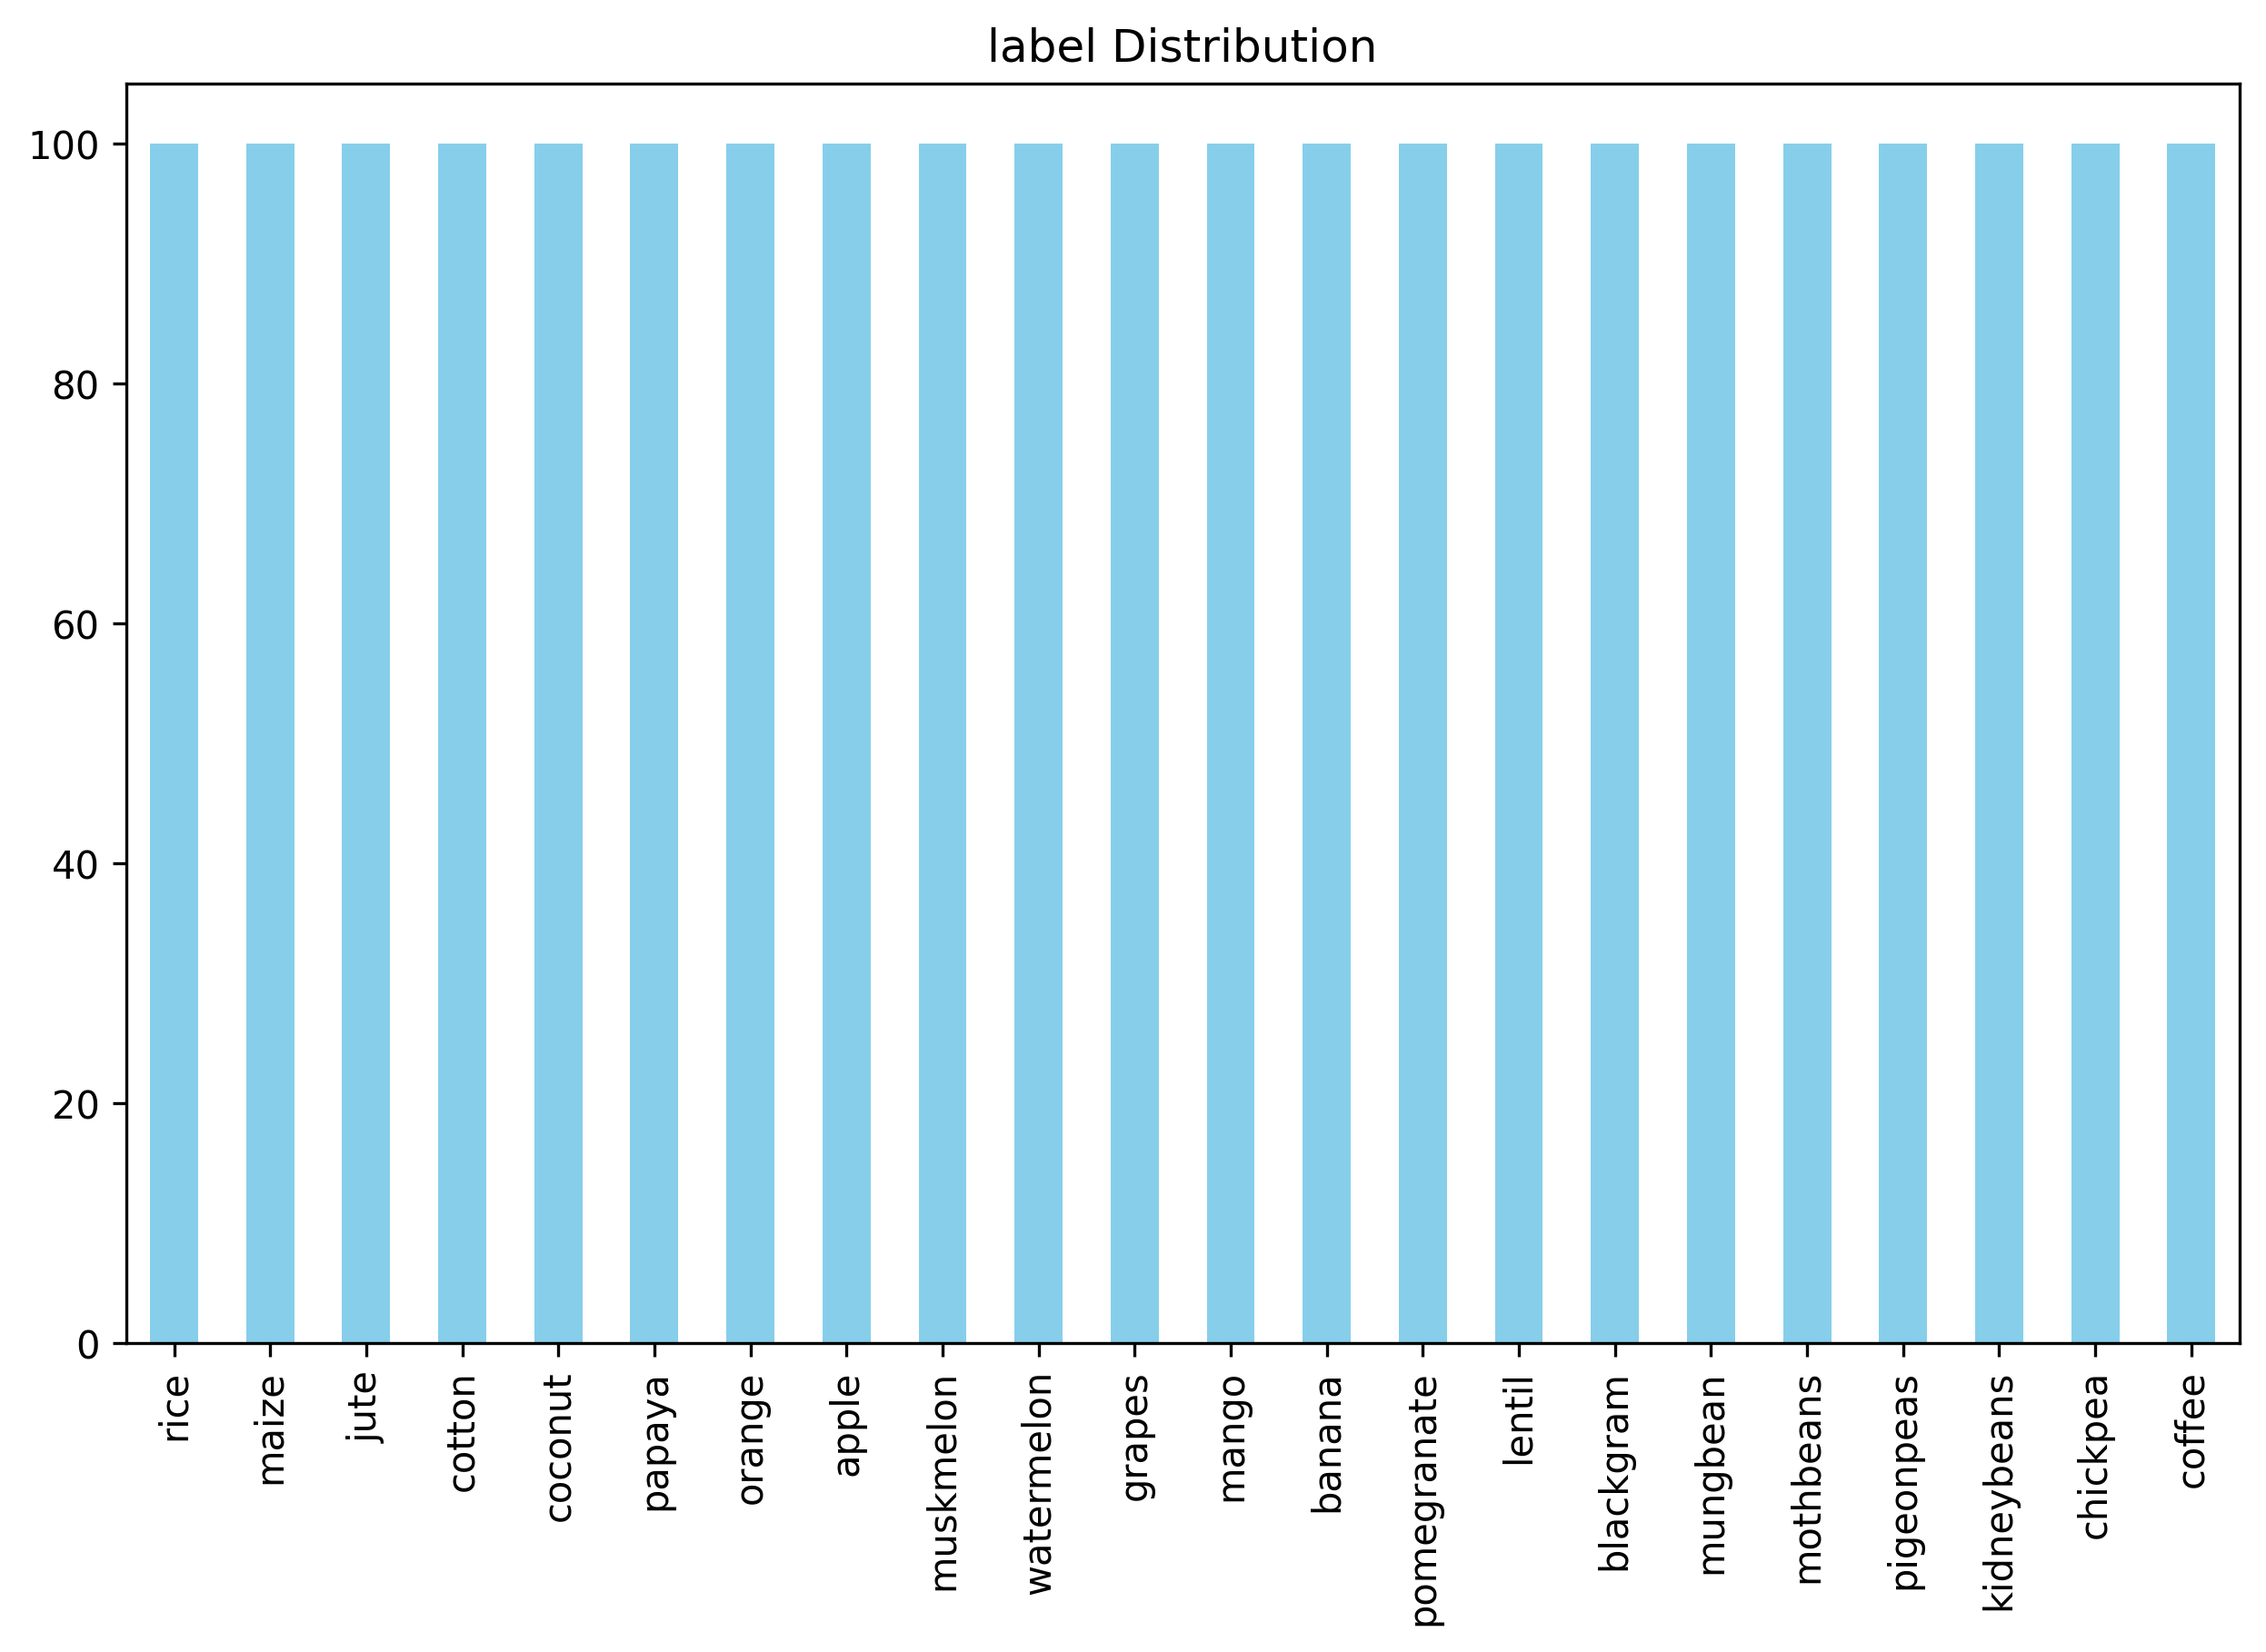 label Distribution
100
80
60
40
20
0
rice
maize
jute
cotton
coconut
papaya
orange
apple
muskmelon
watermelon
grapes
mango
banana
pomegranate
lentil
blackgram
mungbean
mothbeans
pigeonpeas
kidneybeans
chickpea
coffee